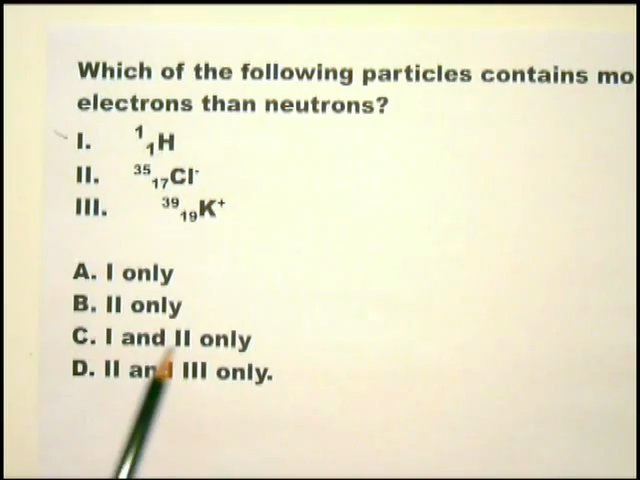 Which of the following particles contains mo
electrons than neutrons?
I. ¹₁H
II. ³⁵₁₇Cl⁻
III. ³⁹₁₉K⁺
A. I only
B. II only
C. I and II only
D. II and III only.